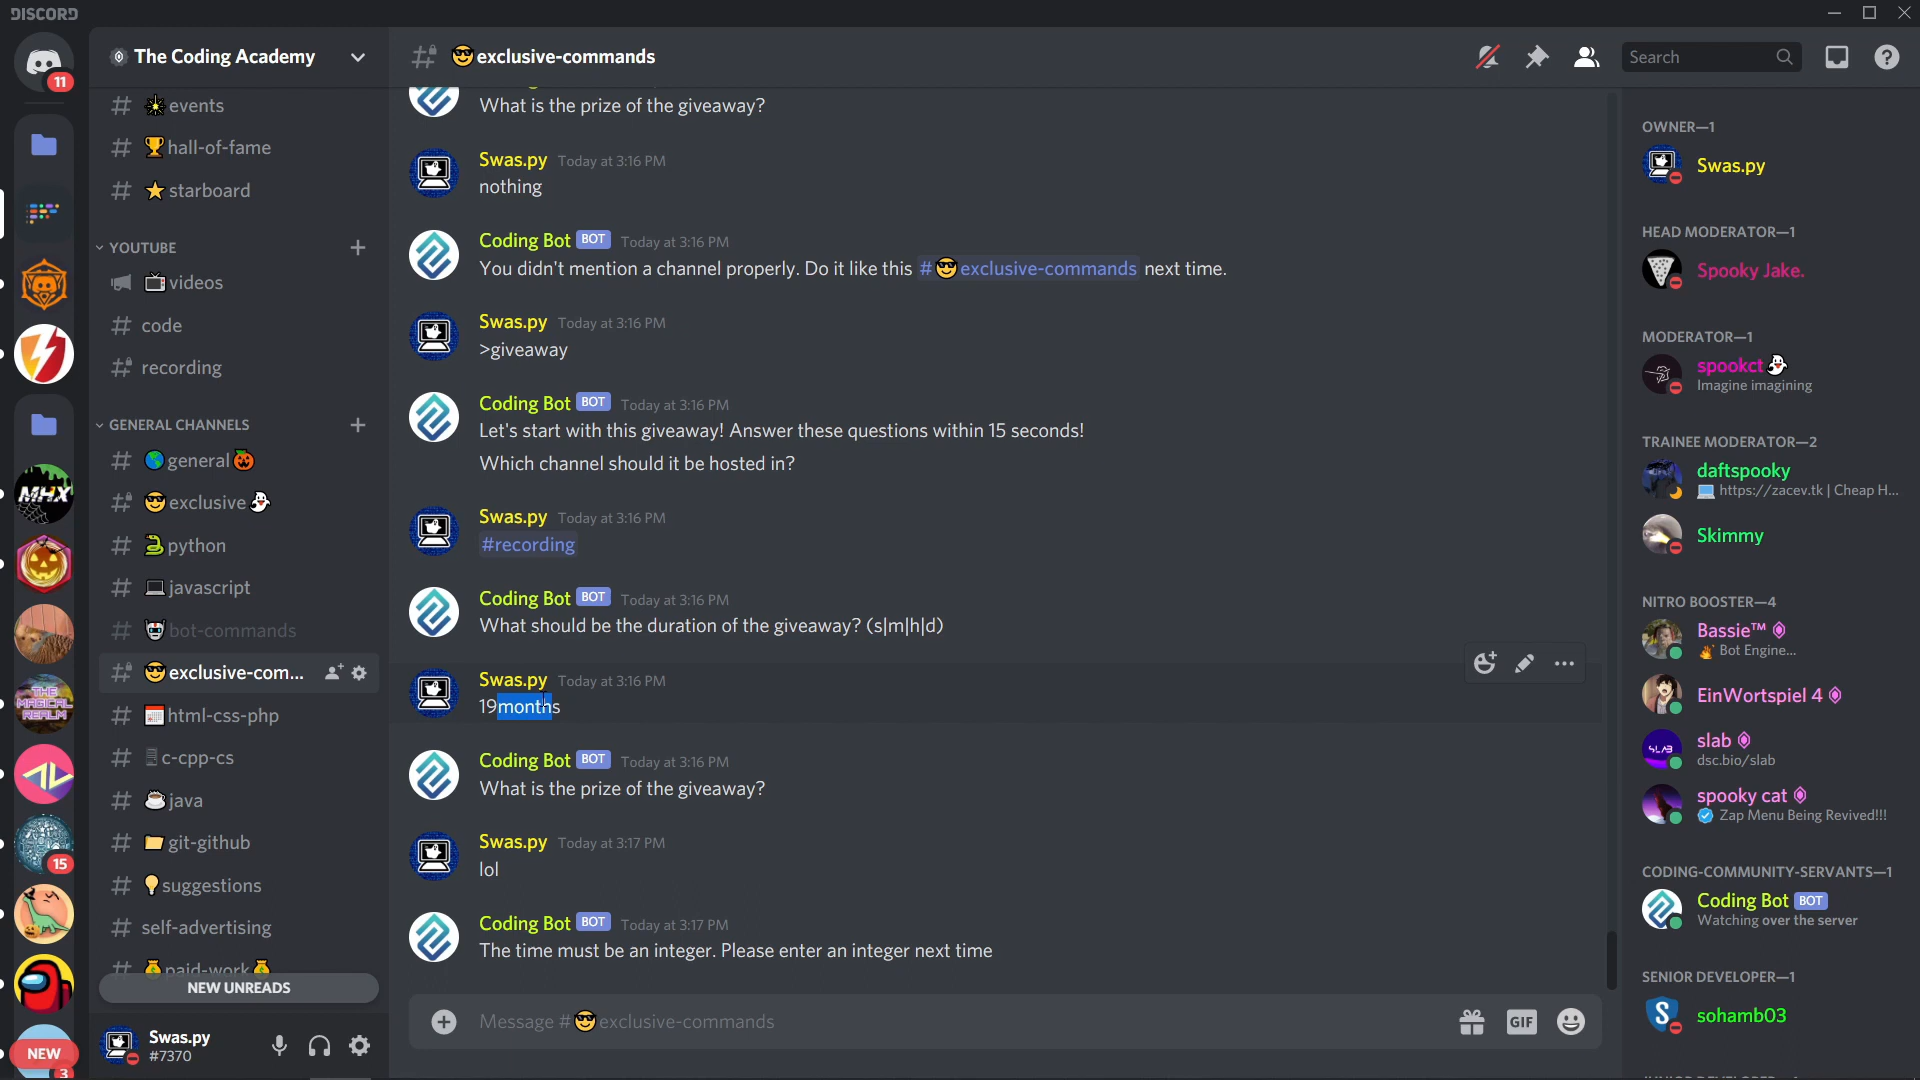 DISCORD
11
The Coding Academy
exclusive-commands
Search
events
hall-of-fame
starboard
YOUTUBE
videos
code
recording
GENERAL CHANNELS
general
exclusive
python
javascript
bot-commands
exclusive-com...
html-css-php
c-cpp-cs
java
git-github
suggestions
self-advertising
paid-work
NEW UNREADS
MHX
THE MAGICAL REALM
15
NEW
3
Swas.py
#7370
What is the prize of the giveaway?
Swas.py Today at 3:16 PM
nothing
Coding Bot BOT Today at 3:16 PM
You didn't mention a channel properly. Do it like this #😎exclusive-commands next time.
Swas.py Today at 3:16 PM
>giveaway
Coding Bot BOT Today at 3:16 PM
Let's start with this giveaway! Answer these questions within 15 seconds!
Which channel should it be hosted in?
Swas.py Today at 3:16 PM
#recording
Coding Bot BOT Today at 3:16 PM
What should be the duration of the giveaway? (s|m|h|d)
Swas.py Today at 3:16 PM
19months
Coding Bot BOT Today at 3:16 PM
What is the prize of the giveaway?
Swas.py Today at 3:17 PM
lol
Coding Bot BOT Today at 3:17 PM
The time must be an integer. Please enter an integer next time
Message #😎exclusive-commands
GIF
OWNER—1
Swas.py
HEAD MODERATOR—1
Spooky Jake.
MODERATOR—1
spookct👻
Imagine imagining
TRAINEE MODERATOR—2
daftspooky
https://zacev.tk | Cheap H...
Skimmy
NITRO BOOSTER—4
Bassie™
Bot Engine...
EinWortspiel 4
SLAB
slab
dsc.bio/slab
spooky cat
Zap Menu Being Revived!!!
CODING-COMMUNITY-SERVANTS—1
Coding Bot BOT
Watching over the server
SENIOR DEVELOPER—1
S
sohamb03